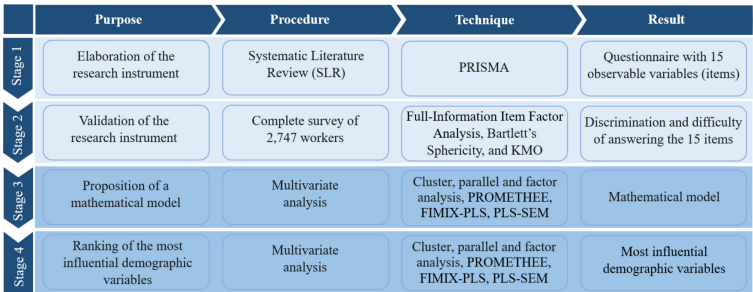 Purpose
Procedure
Technique
Result
Stage 1
Elaboration of the
research instrument
Systematic Literature
Review (SLR)
PRISMA
Questionnaire with 15
observable variables (items)
Stage 2
Validation of the
research instrument
Complete survey of
2,747 workers
Full-Information Item Factor
Analysis, Bartlett's
Sphericity, and KMO
Discrimination and difficulty
of answering the 15 items
Stage 3
Proposition of a
mathematical model
Multivariate
analysis
Cluster, parallel and factor
analysis, PROMETHEE,
FIMIX-PLS, PLS-SEM
Mathematical model
Stage 4
Ranking of the most
influential demographic
variables
Multivariate
analysis
Cluster, parallel and factor
analysis, PROMETHEE,
FIMIX-PLS, PLS-SEM
Most influential
demographic variables